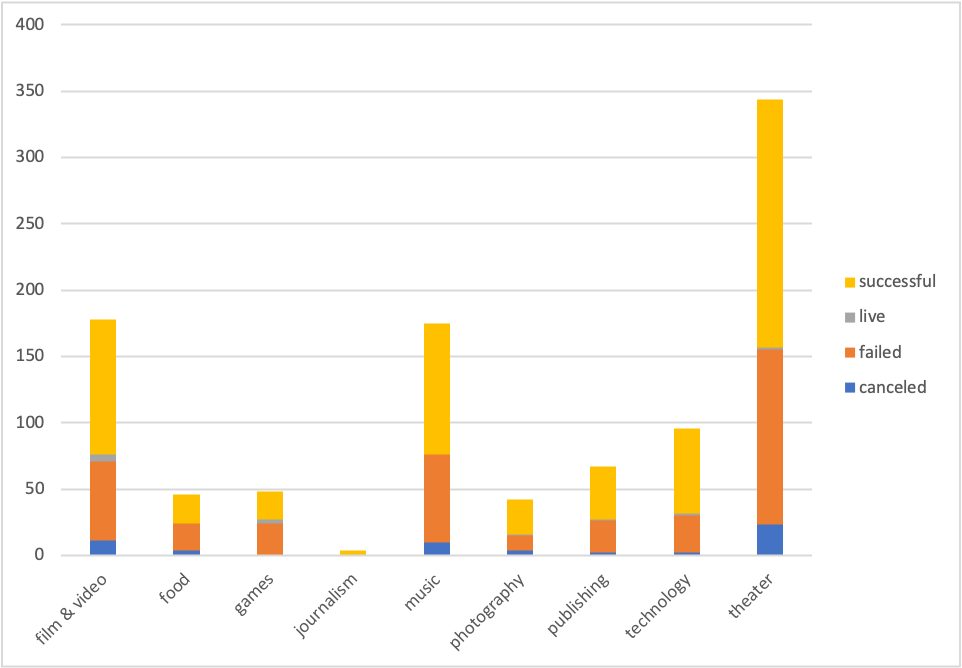 400
350
300
250
200
150
100
50
0
film & video
food
games
journalism
music
photography
publishing
technology
theater
successful
live
failed
canceled